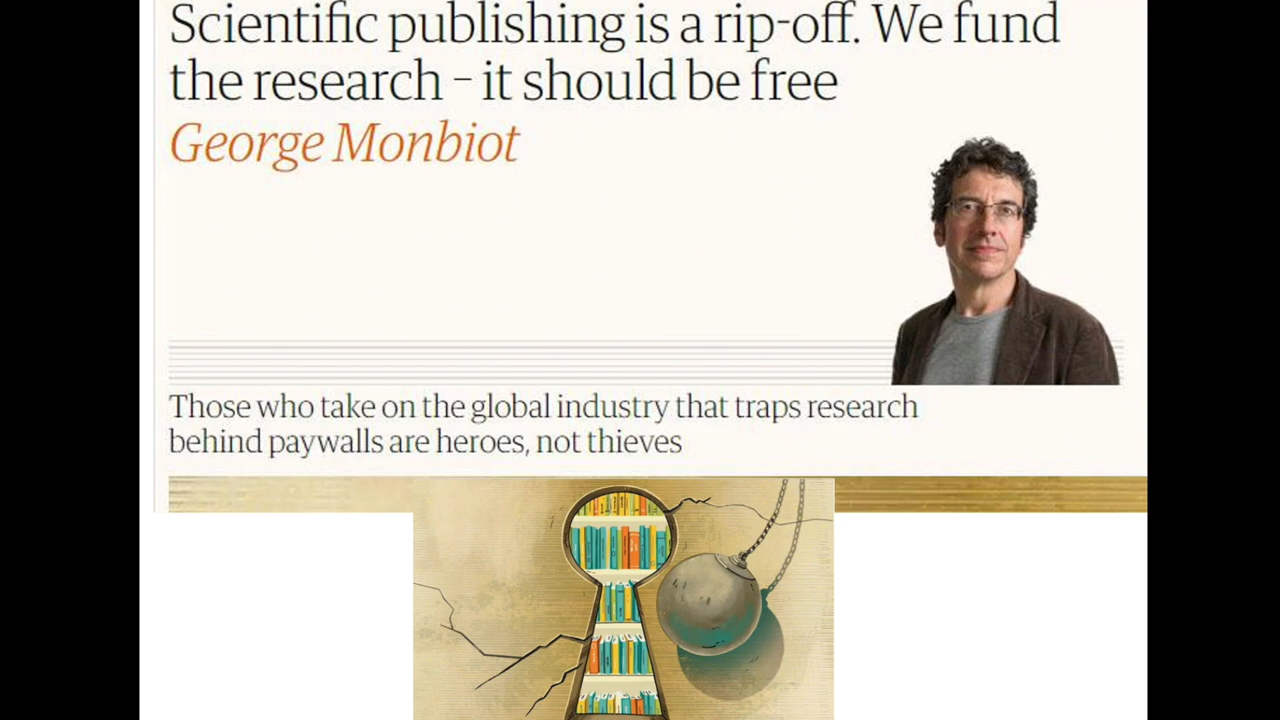 Scientific publishing is a rip-off. We fund
the research – it should be free
George Monbiot
Those who take on the global industry that traps research
behind paywalls are heroes, not thieves